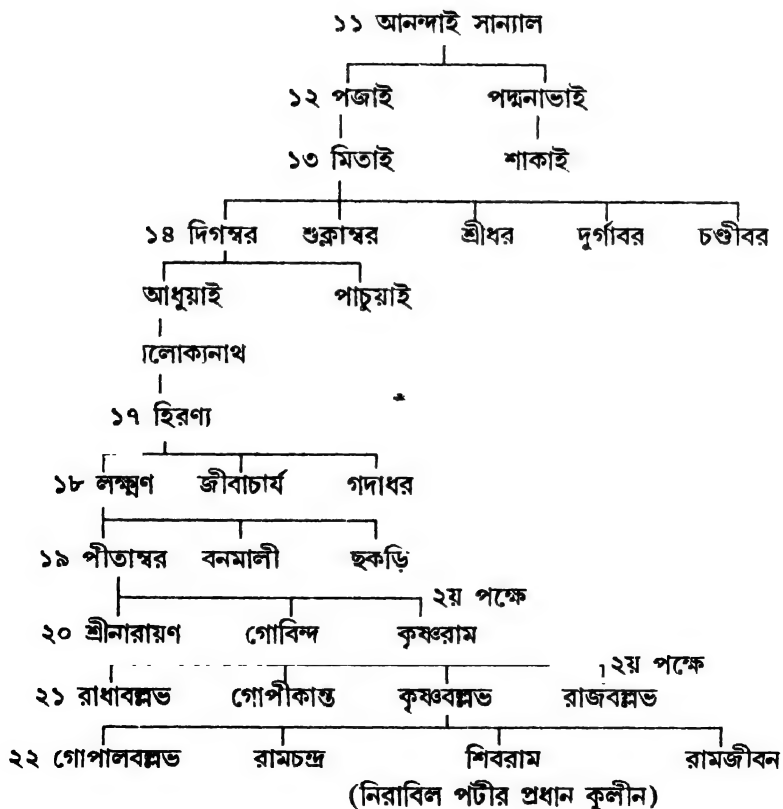 ১১ আনন্দাই সান্যাল
১২ পজাই পদ্মনাভাই
১৩ মিতাই শাকাই
১৪ দিগম্বর শুক্লাম্বর শ্রীধর দুর্গাবর চণ্ডীবর
আধুয়াই পাচুয়াই
লোক্যনাথ
১৭ হিরণ্য
১৮ লক্ষ্মণ জীবাচার্য গদাধর
১৯ পীতাম্বর বনমালী ছকড়ি
২য় পক্ষে
২০ শ্রীনারায়ণ গোবিন্দ কৃষ্ণরাম
২য় পক্ষে
২১ রাধাবল্লভ গোপীকান্ত কৃষ্ণবল্লভ রাজবল্লভ
২২ গোপালবল্লভ রামচন্দ্র শিবরাম রামজীবন
(নিরাবিল পটীর প্রধান কুলীন)